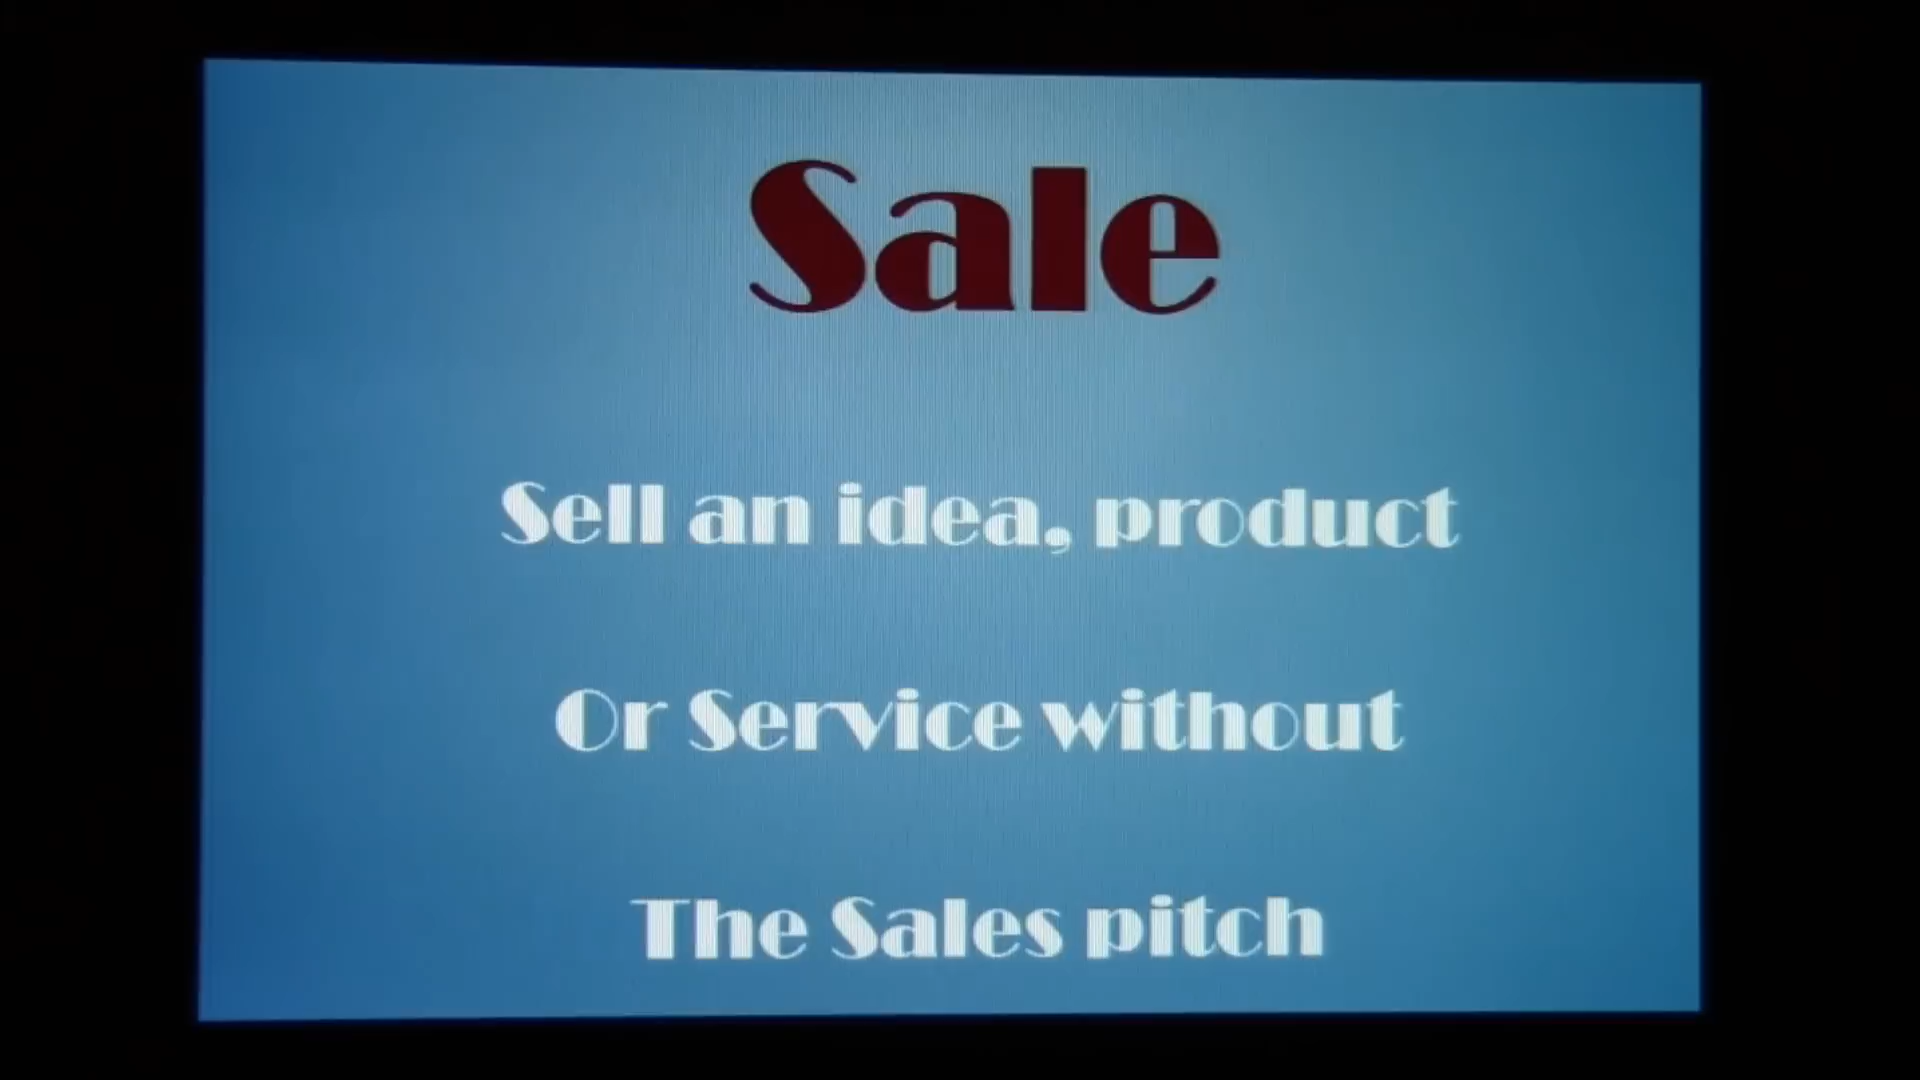 Sale
Sell an idea, product
Or Service without
The Sales pitch